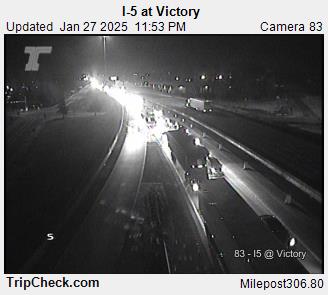 I-5 at Victory
Updated Jan 27 2025 11:53 PM Camera 83
T
S
83 - I5 @ Victory
TripCheck.com Milepost306.80